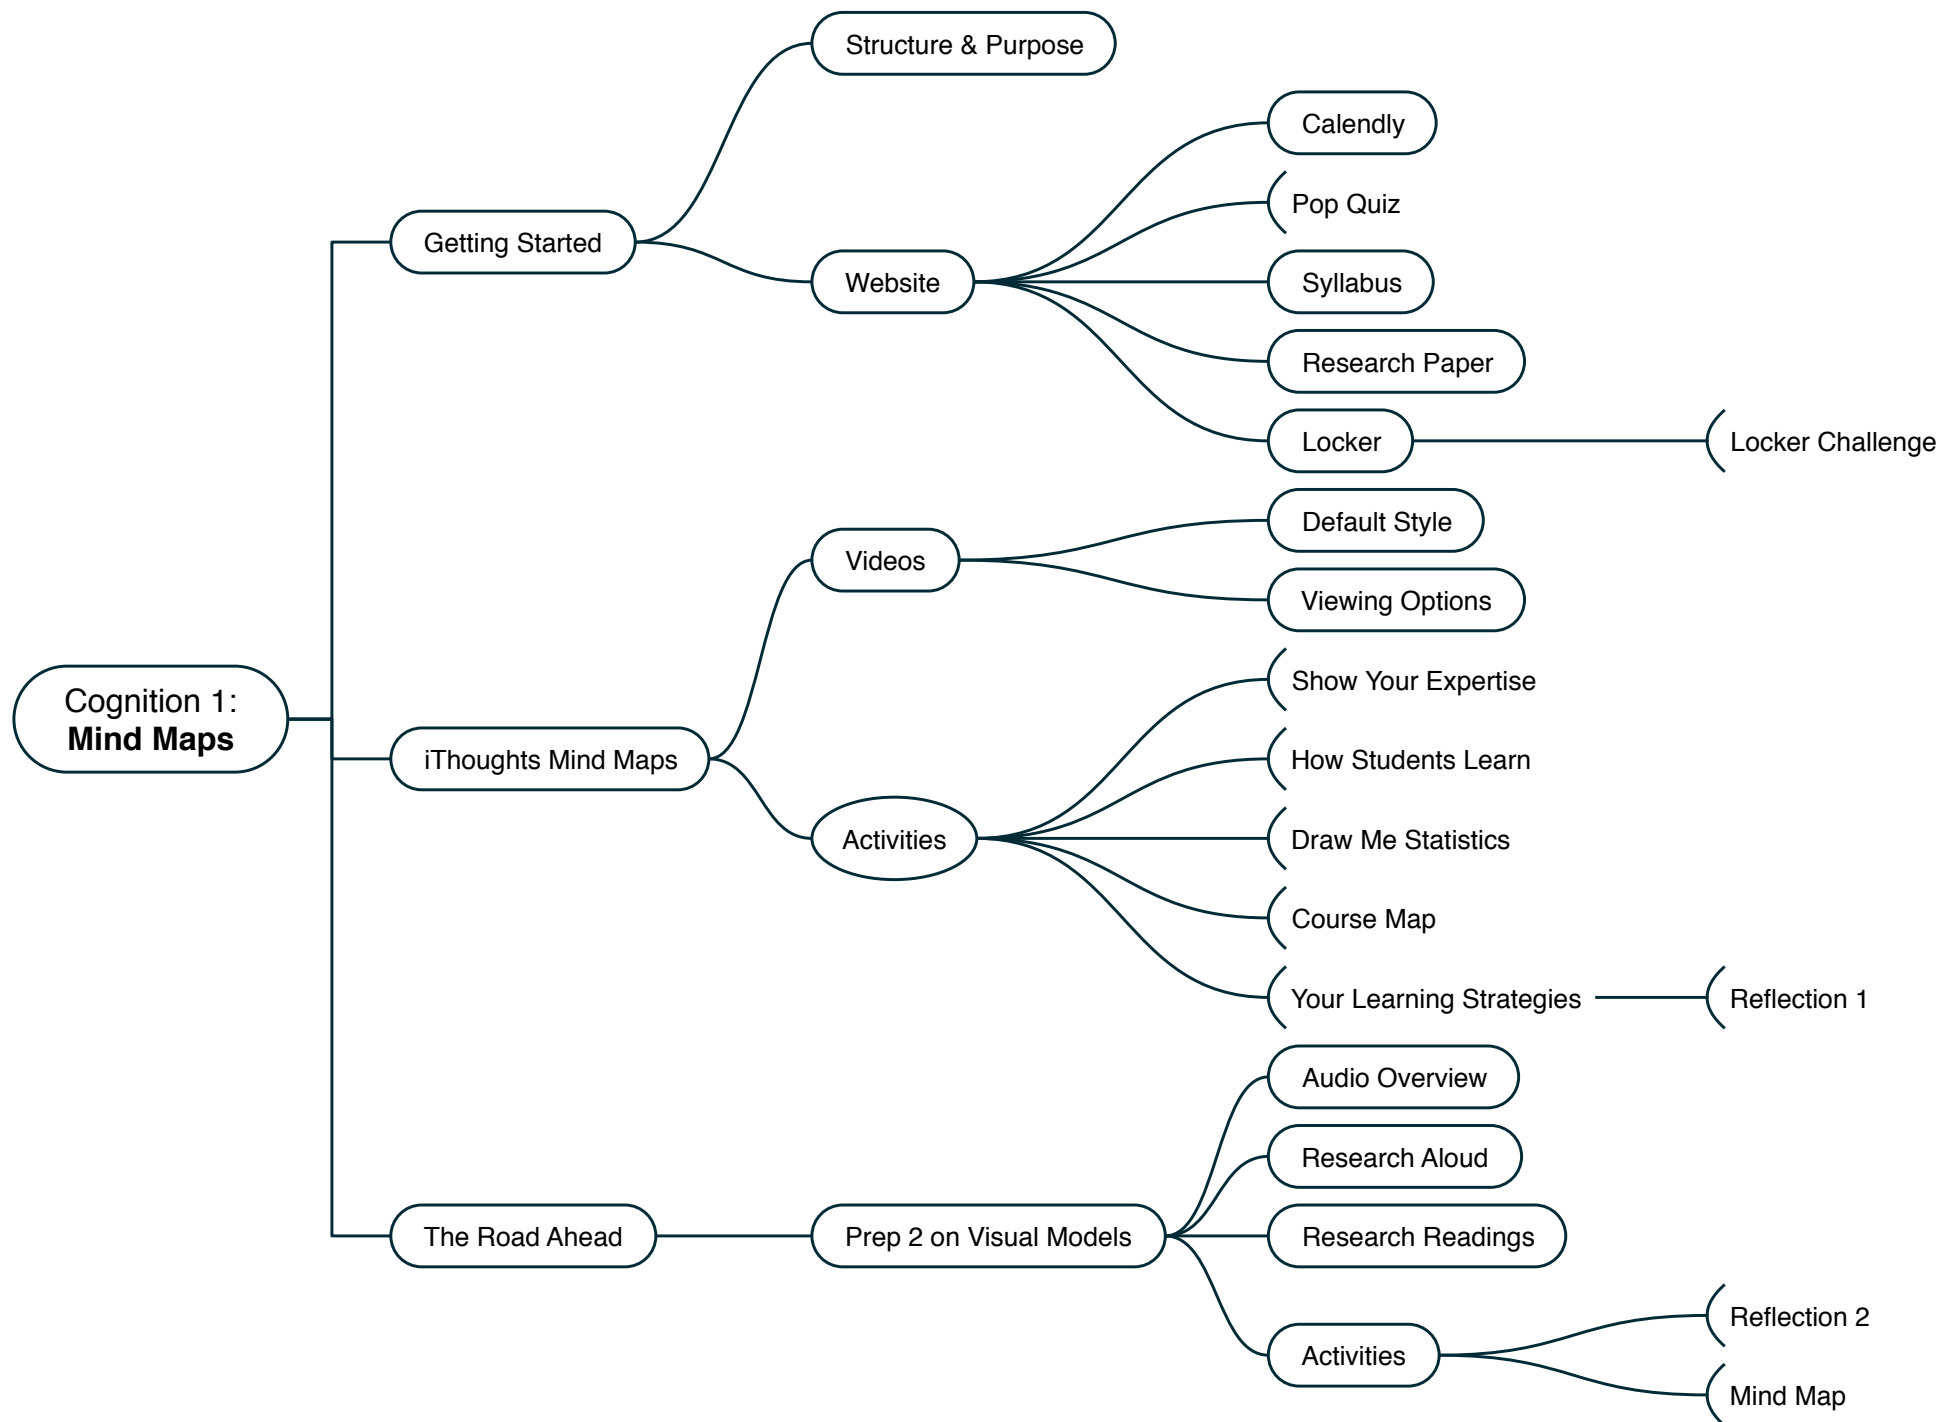 Structure & Purpose
Calendly
Pop Quiz
Getting Started
Website
Syllabus
Research Paper
Locker
Locker Challenge
Default Style
Videos
Viewing Options
Show Your Expertise
Cognition 1:
Mind Maps
iThoughts Mind Maps
How Students Learn
Activities
Draw Me Statistics
Course Map
Your Learning Strategies
Reflection 1
Audio Overview
Research Aloud
The Road Ahead
Prep 2 on Visual Models
Research Readings
Reflection 2
Activities
Mind Map